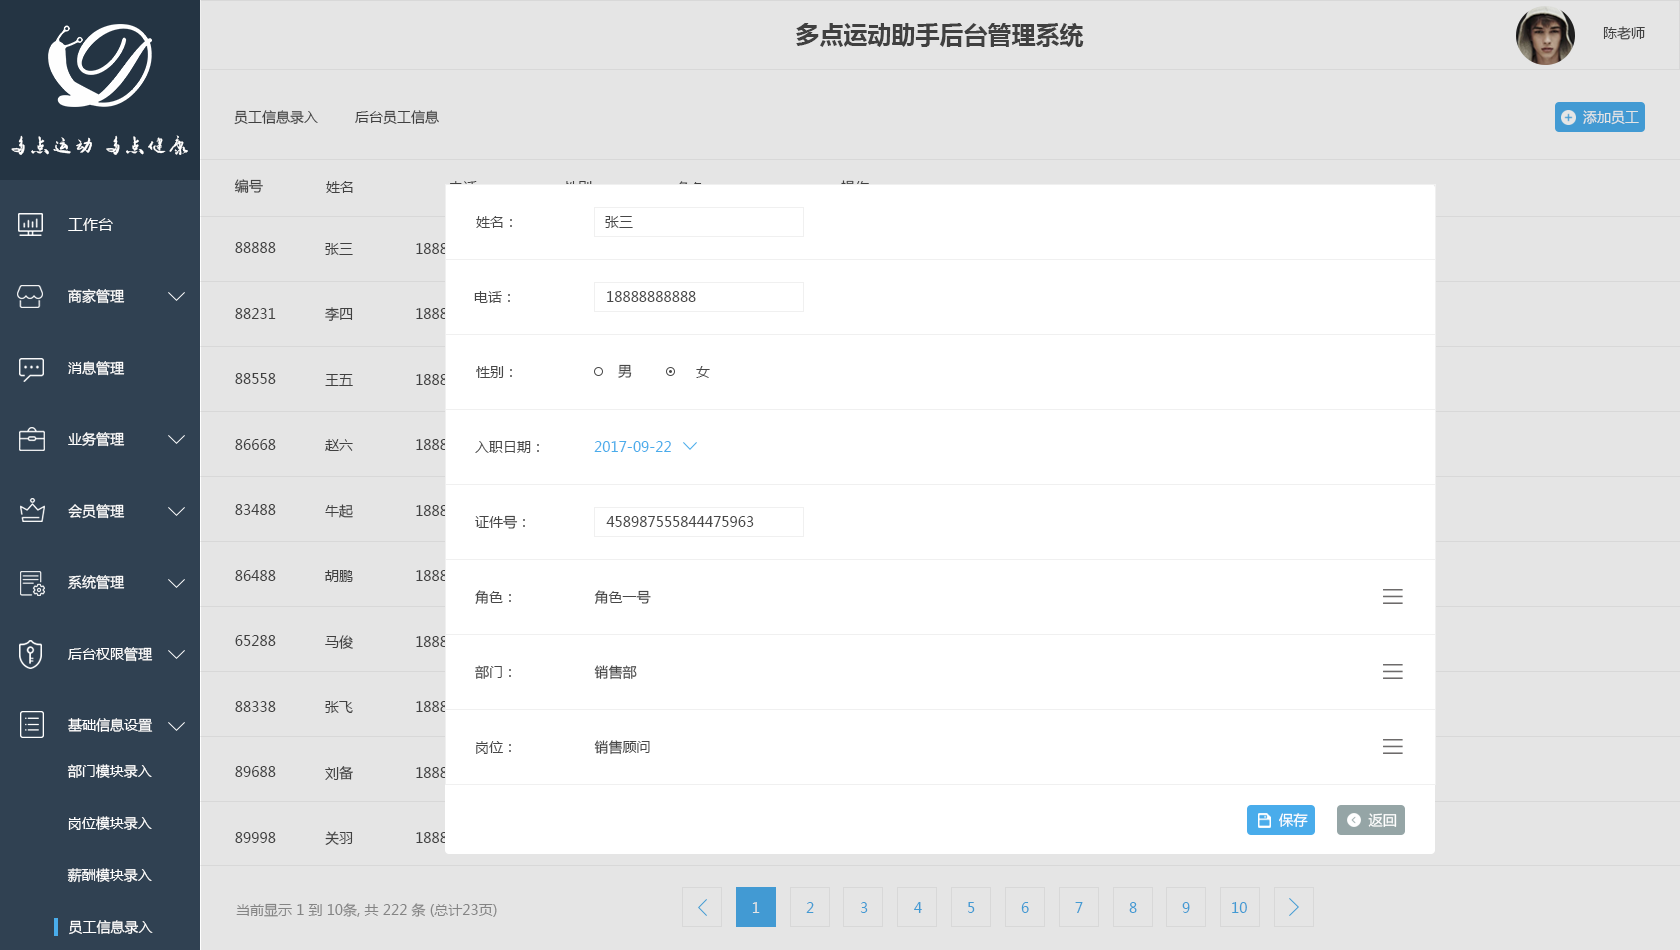 多点运动 多点健康
工作台
商家管理
消息管理
业务管理
会员管理
系统管理
后台权限管理
基础信息设置
部门模块录入
岗位模块录入
薪酬模块录入
员工信息录入
多点运动助手后台管理系统
陈老师
员工信息录入 后台员工信息
添加员工
编号 姓名 电话 性别 角色 操作
88888 张三 1888
88231 李四 1888
88558 王五 1888
86668 赵六 1888
83488 牛起 1888
86488 胡鹏 1888
65288 马俊 1888
88338 张飞 1888
89688 刘备 1888
89998 关羽 1888
姓名： 张三
电话： 18888888888
性别： 男 女
入职日期： 2017-09-22
证件号： 458987555844475963
角色： 角色一号
部门： 销售部
岗位： 销售顾问
保存 返回
当前显示 1 到 10条, 共 222 条 (总计23页)
1 2 3 4 5 6 7 8 9 10